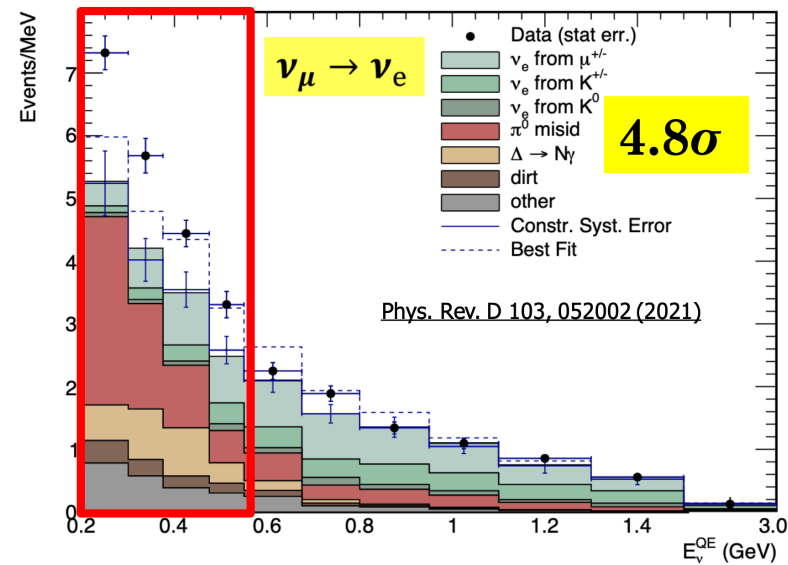 Events/MeV
7
6
5
4
3
2
1
0
0.2
0.4
0.6
0.8
1
1.2
1.4
3.0
E_ν^QE (GeV)
ν_μ → ν_e
4.8σ
Data (stat err.)
ν_e from μ^+/-
ν_e from K^+/-
ν_e from K^0
π^0 misid
Δ → Nγ
dirt
other
Constr. Syst. Error
Best Fit
Phys. Rev. D 103, 052002 (2021)